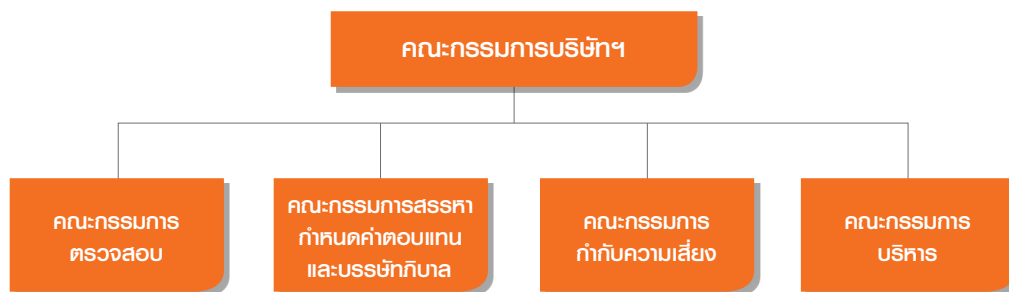 คณะกรรมการบริษัทฯ
คณะกรรมการ
ตรวจสอบ
คณะกรรมการสรรหา
กำหนดค่าตอบแทน
และบรรษัทภิบาล
คณะกรรมการ
กำกับความเสี่ยง
คณะกรรมการ
บริหาร